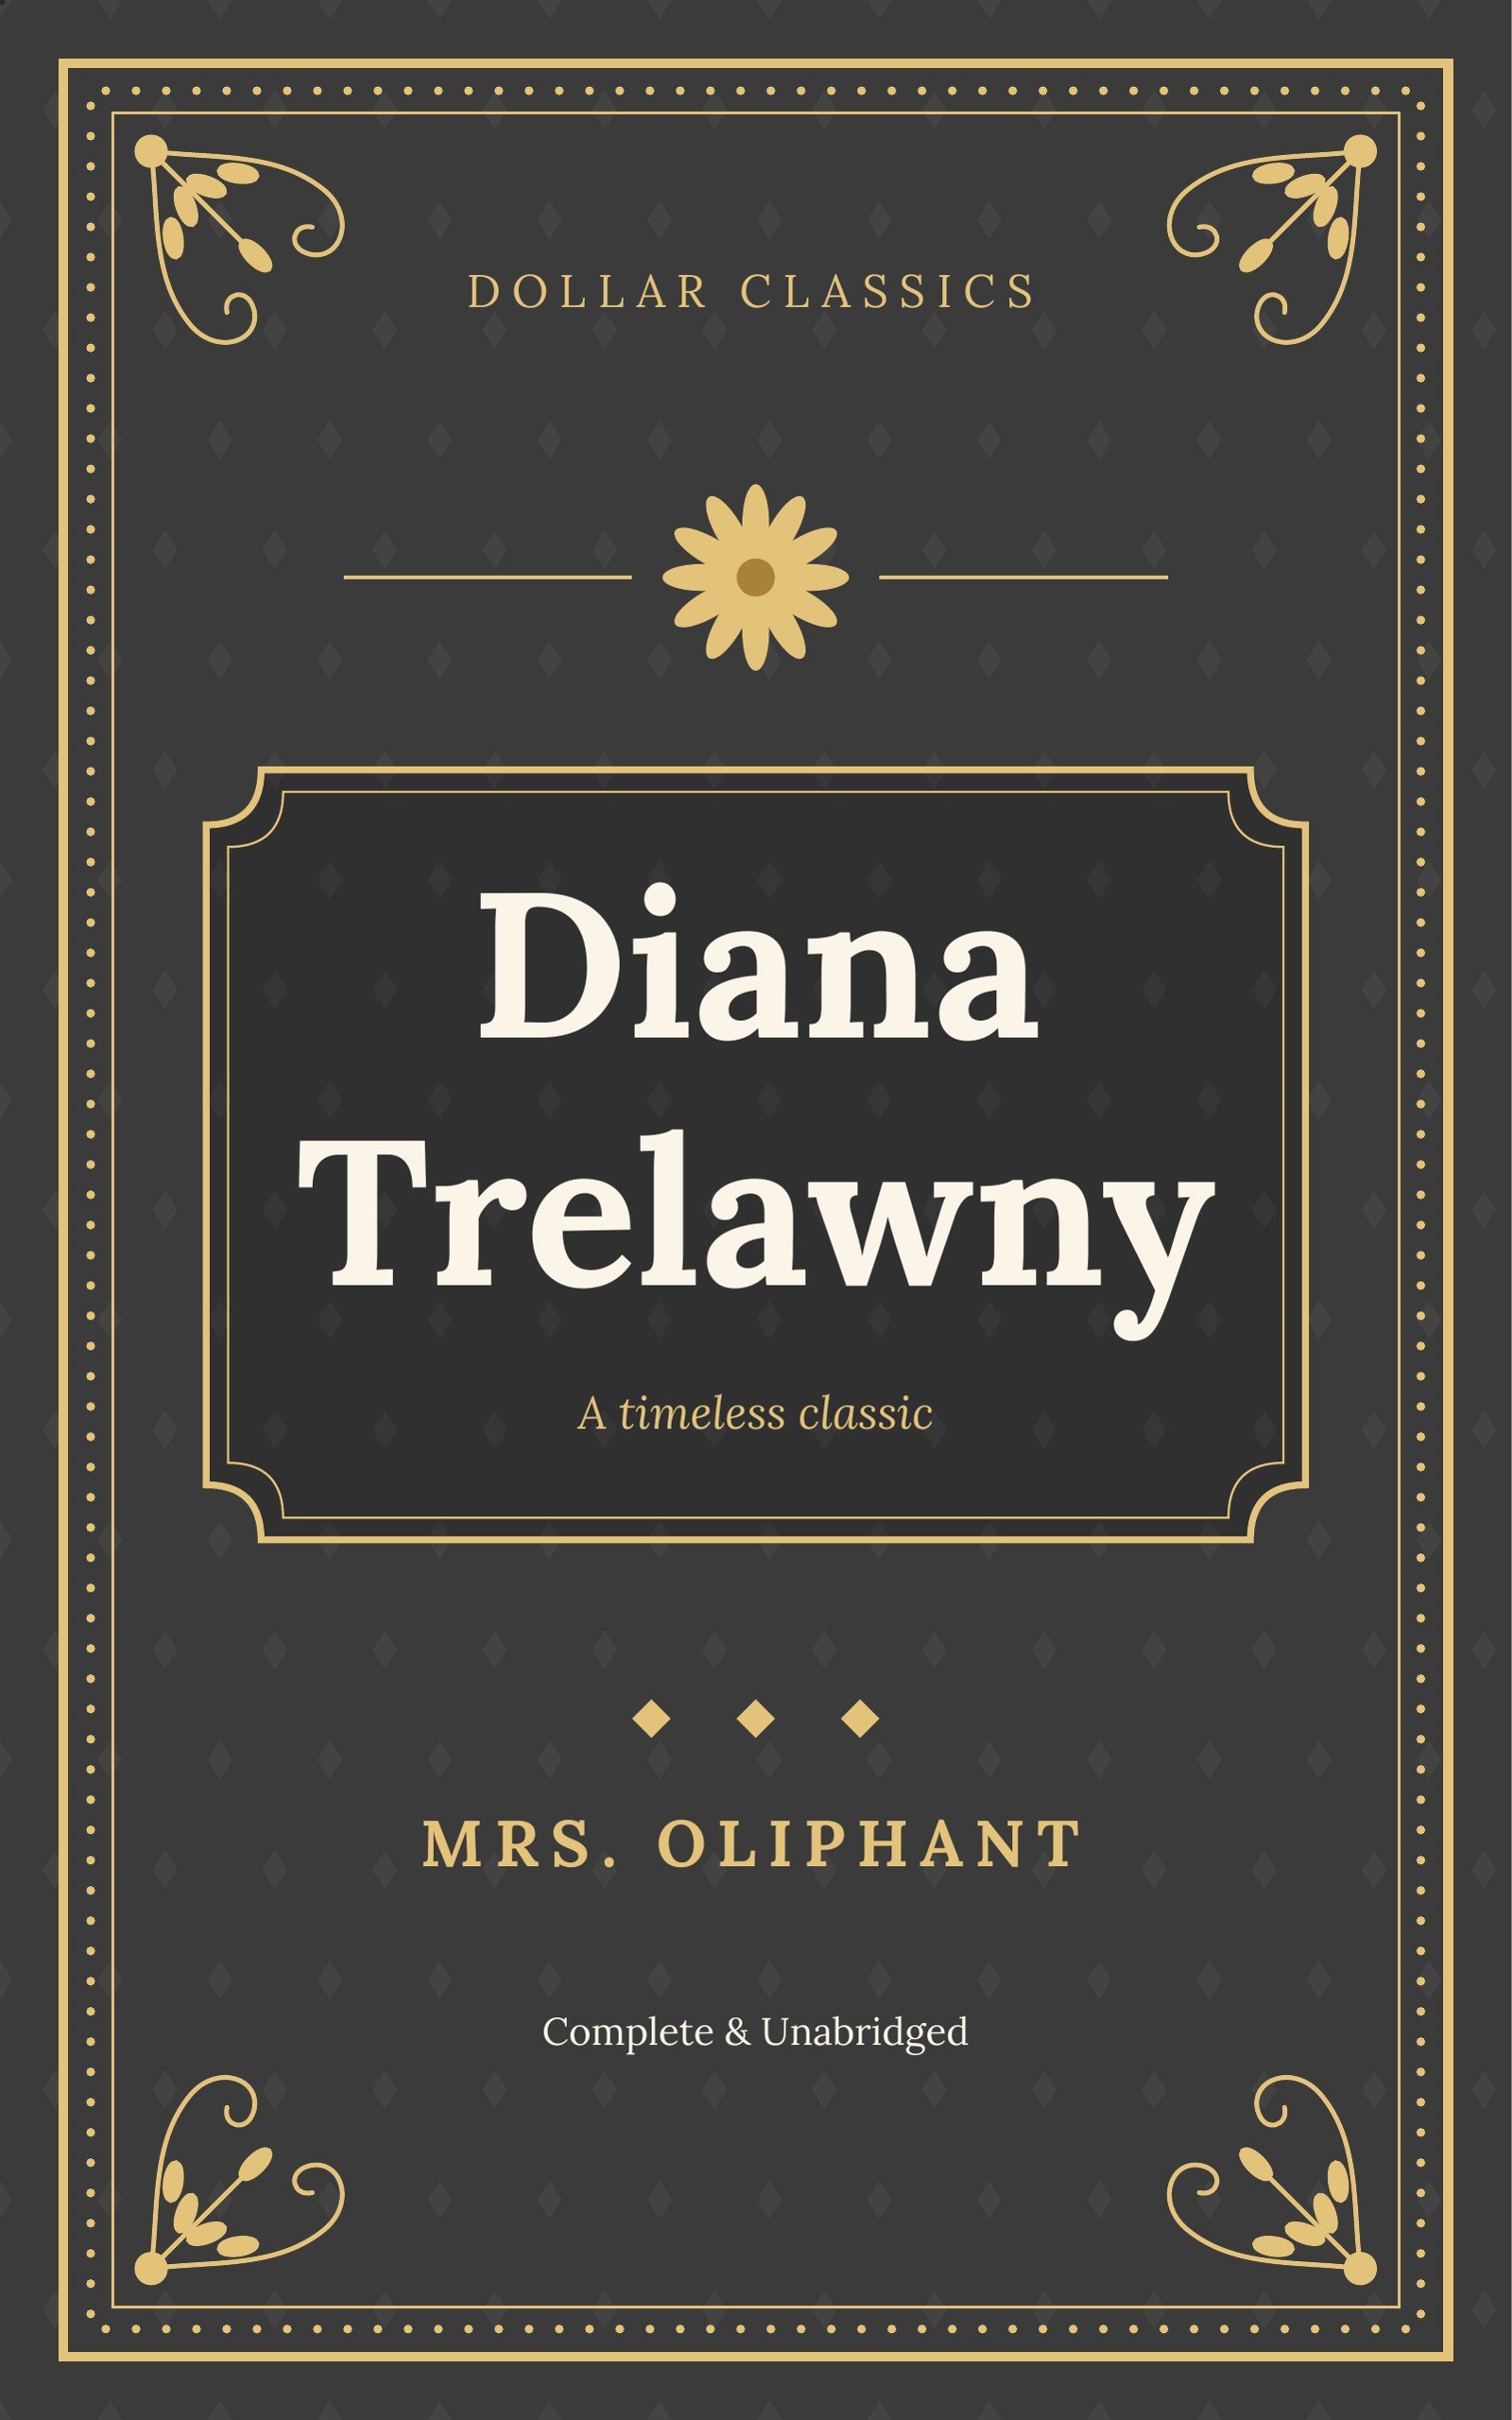 DOLLAR CLASSICS
Diana
Trelawny
A timeless classic
MRS. OLIPHANT
Complete & Unabridged